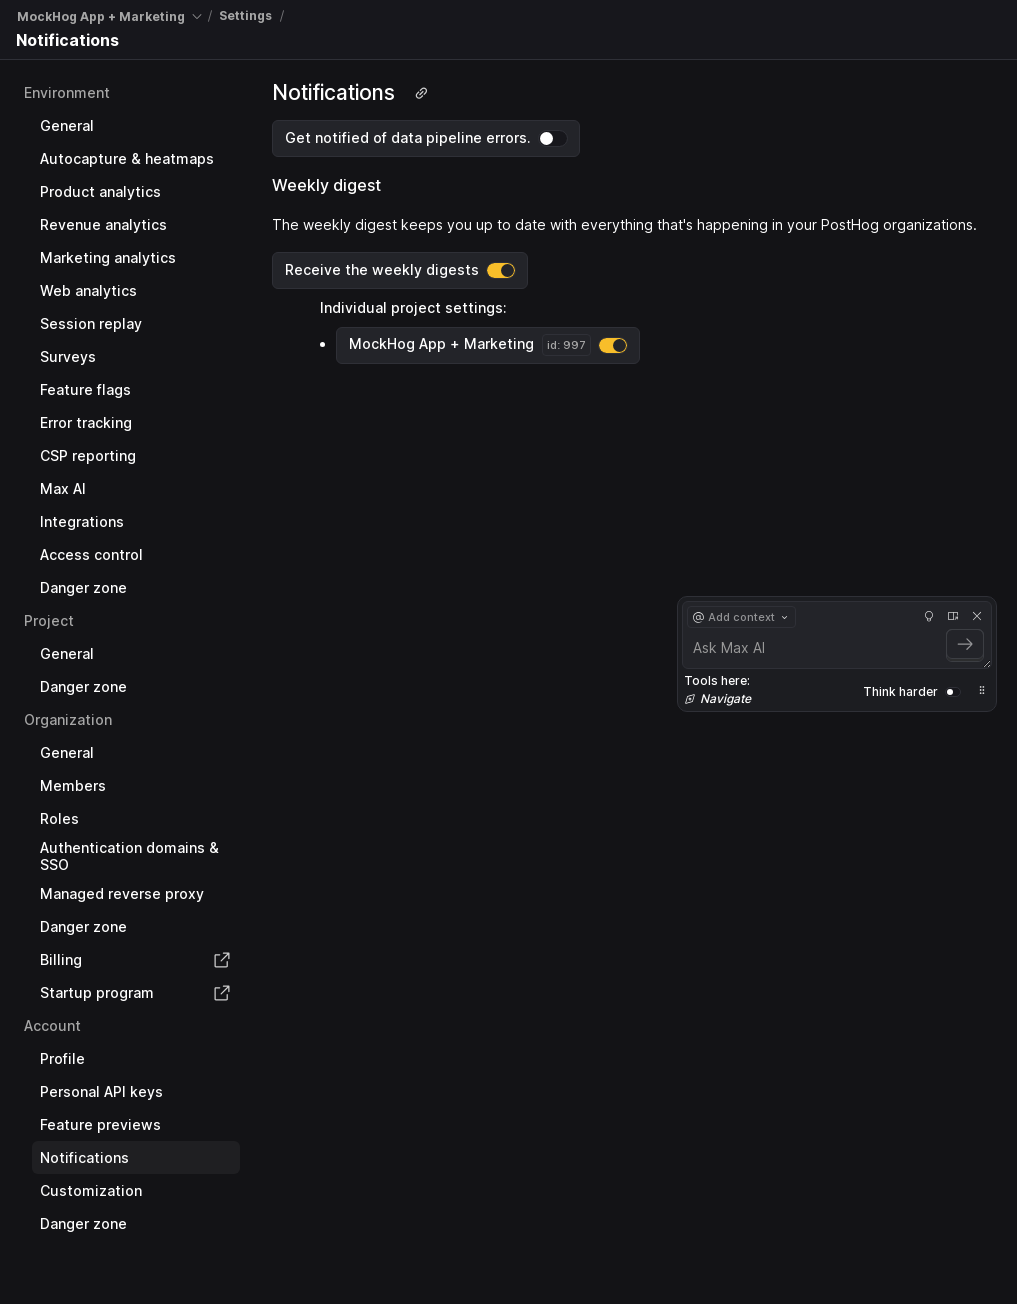 MockHog App + Marketing / Settings /
Notifications
Environment
General
Autocapture & heatmaps
Product analytics
Revenue analytics
Marketing analytics
Web analytics
Session replay
Surveys
Feature flags
Error tracking
CSP reporting
Max AI
Integrations
Access control
Danger zone
Project
General
Danger zone
Organization
General
Members
Roles
Authentication domains &
SSO
Managed reverse proxy
Danger zone
Billing
Startup program
Account
Profile
Personal API keys
Feature previews
Notifications
Customization
Danger zone
Notifications
Get notified of data pipeline errors.
Weekly digest
The weekly digest keeps you up to date with everything that's happening in your PostHog organizations.
Receive the weekly digests
Individual project settings:
• MockHog App + Marketing id: 997
@ Add context
Ask Max AI
Tools here:
Navigate
Think harder